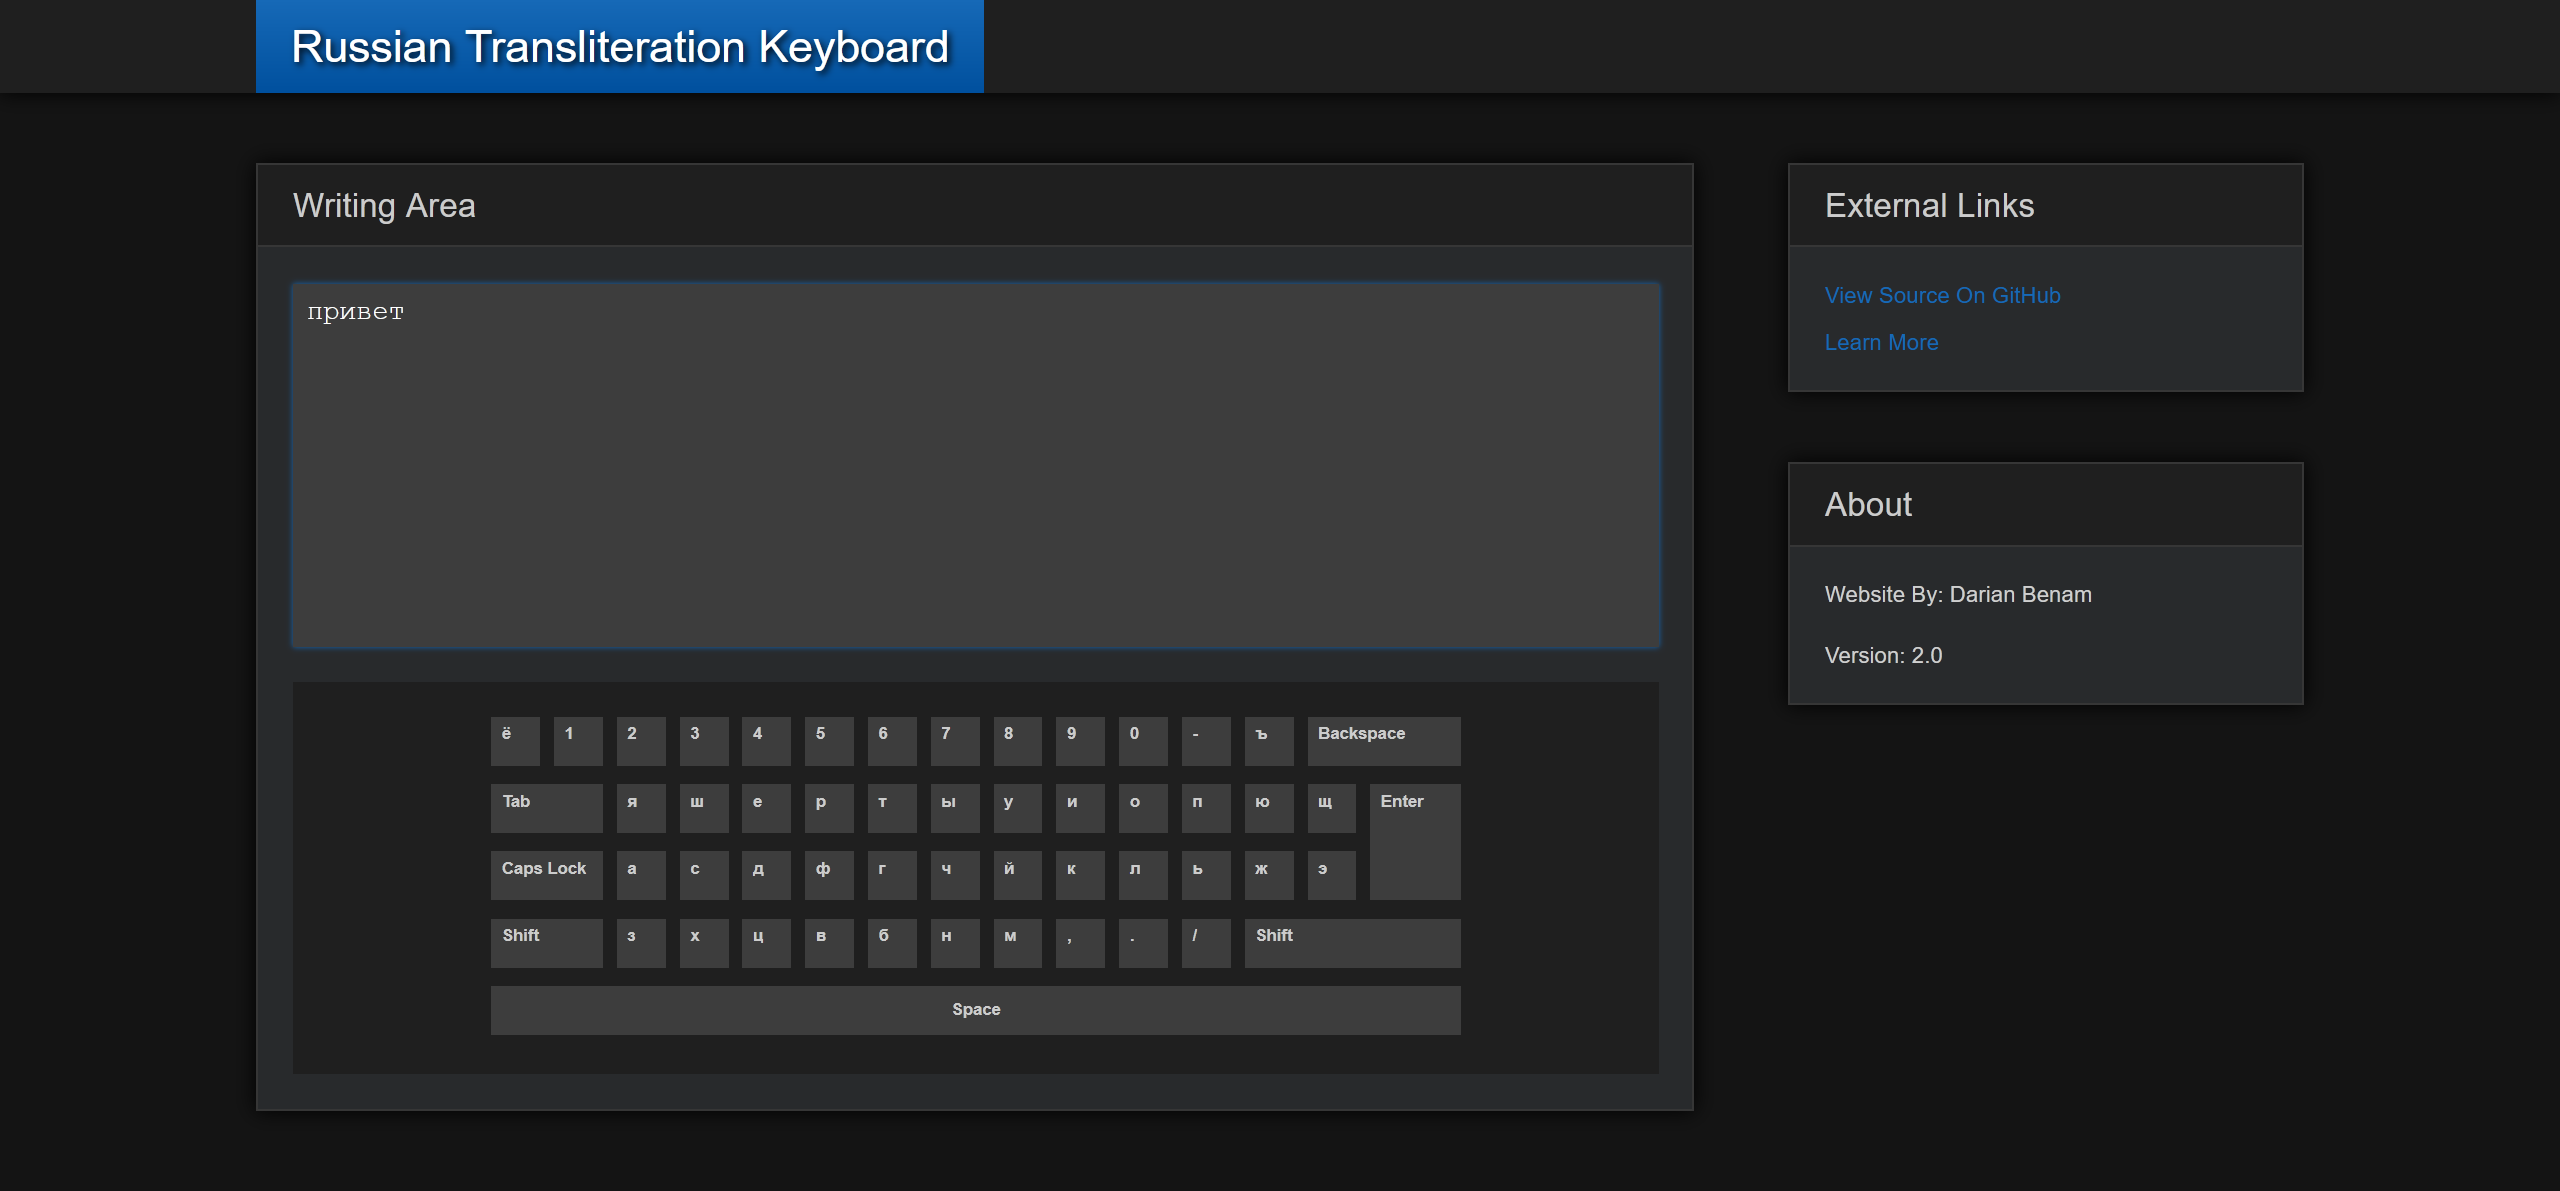 Russian Transliteration Keyboard
Writing Area
привет
ё 1 2 3 4 5 6 7 8 9 0 - ъ Backspace
Tab я ш е р т ы у и о п ю щ Enter
Caps Lock а с д ф г ч й к л ь ж э
Shift з х ц в б н м , . / Shift
Space
External Links
View Source On GitHub
Learn More
About
Website By: Darian Benam
Version: 2.0